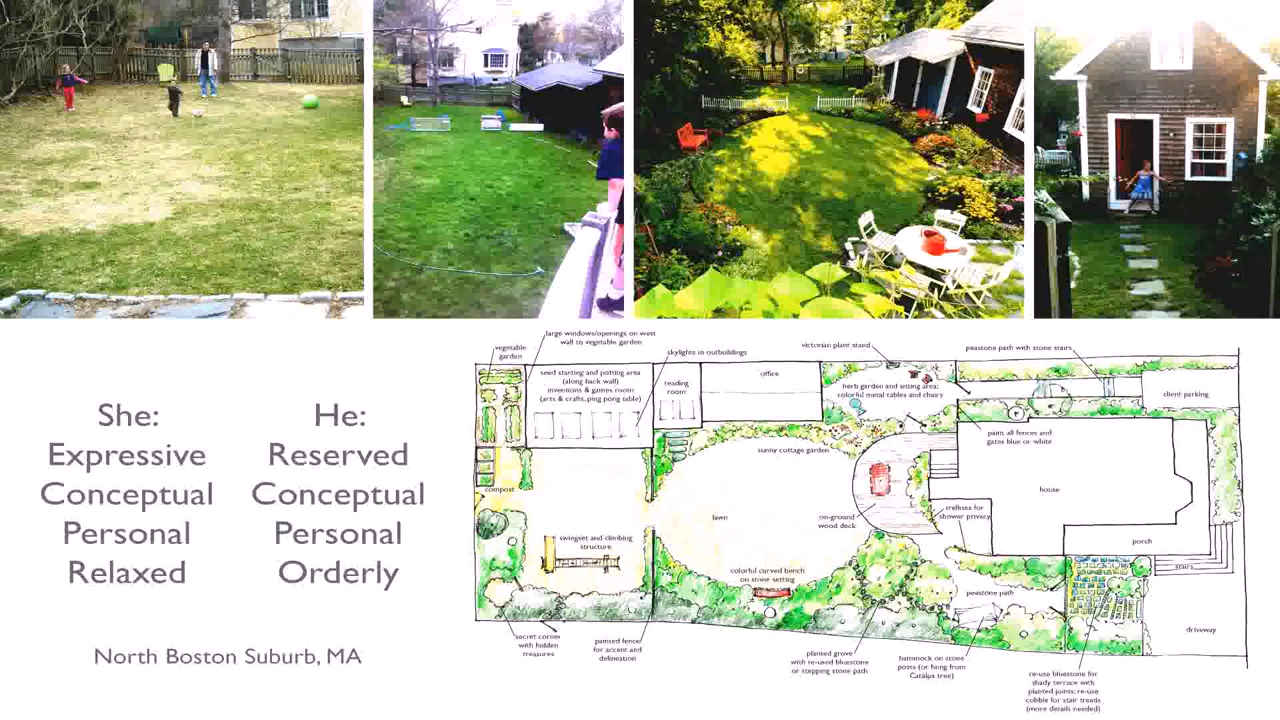 She:
Expressive
Conceptual
Personal
Relaxed
He:
Reserved
Conceptual
Personal
Orderly
North Boston Suburb, MA
vegetable
garden
large windows/openings on west
wall to vegetable garden
skylights in outbuildings
victorian plant stand
peastone path with stone stairs
seed starting and potting area
(along back wall)
inventions & games room
(arts & crafts, ping pong table)
reading
room
office
herb garden and sitting area;
colorful metal tables and chairs
client parking
paint all fences and
gates blue or white
sunny cottage garden
compost
lawn
on-ground
wood deck
trellises for
shower privacy
house
porch
swingset and climbing
structure
colorful curved bench
on stone setting
peastone path
stairs
driveway
secret corner
with hidden
treasures
painted fence
for accent and
delineation
planted grove
with re-used bluestone
or stepping stone path
hammock on stone
posts (or hung from
Catalpa tree)
re-use bluestone for
shady terrace with
planted joints; re-use
cobble for stair treads
(more details needed)